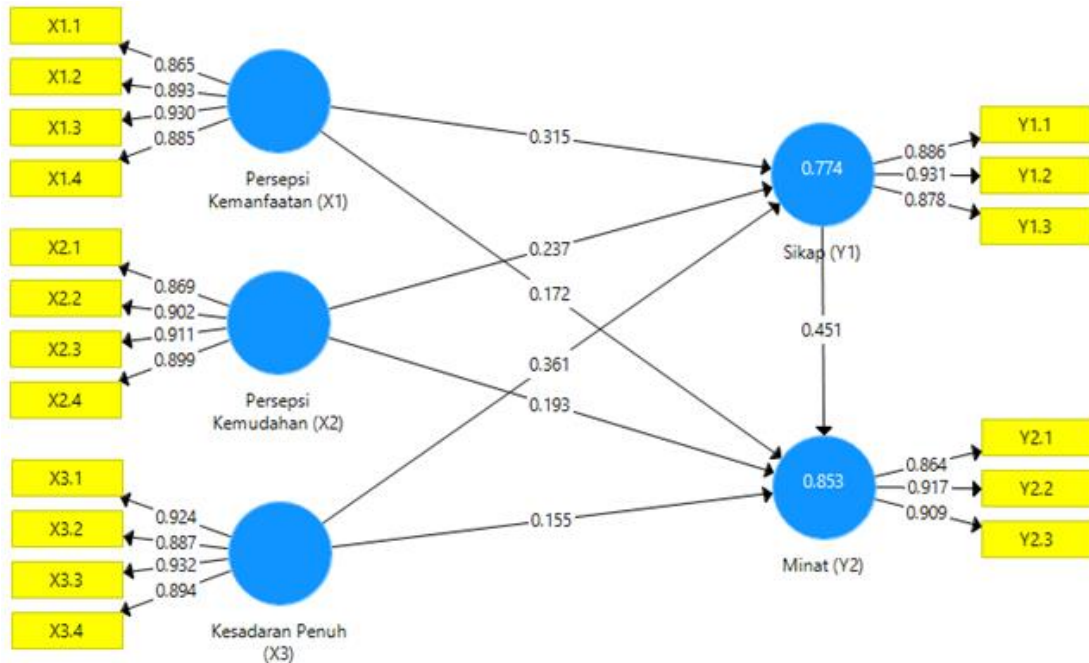 X1.1
X1.2
X1.3
X1.4
0.865
0.893
0.930
0.885
Persepsi
Kemanfaatan (X1)
X2.1
X2.2
X2.3
X2.4
0.869
0.902
0.911
0.899
Persepsi
Kemudahan (X2)
X3.1
X3.2
X3.3
X3.4
0.924
0.887
0.932
0.894
Kesadaran Penuh
(X3)
0.315
0.237
0.172
0.361
0.193
0.155
0.774
Sikap (Y1)
0.451
0.853
Minat (Y2)
0.886
0.931
0.878
Y1.1
Y1.2
Y1.3
0.864
0.917
0.909
Y2.1
Y2.2
Y2.3